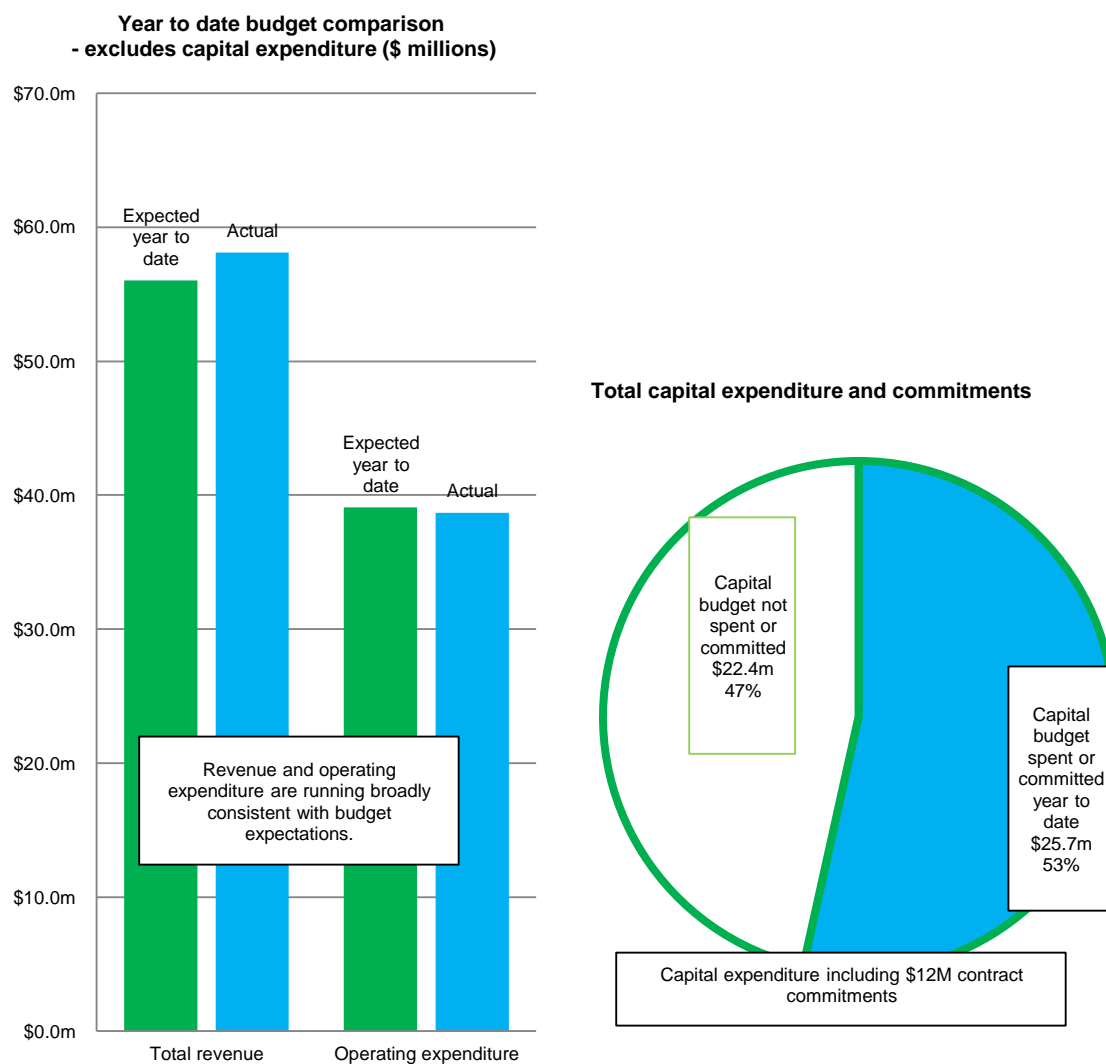 Year to date budget comparison
- excludes capital expenditure ($ millions)
$70.0m
$60.0m
$50.0m
$40.0m
$30.0m
$20.0m
$10.0m
$0.0m
Expected
year to
date
Actual
Expected
year to
date
Actual
Revenue and operating
expenditure are running broadly
consistent with budget
expectations.
Total revenue
Operating expenditure
Total capital expenditure and commitments
Capital
budget not
spent or
committed
$22.4m
47%
Capital
budget
spent or
committed
year to
date
$25.7m
53%
Capital expenditure including $12M contract
commitments